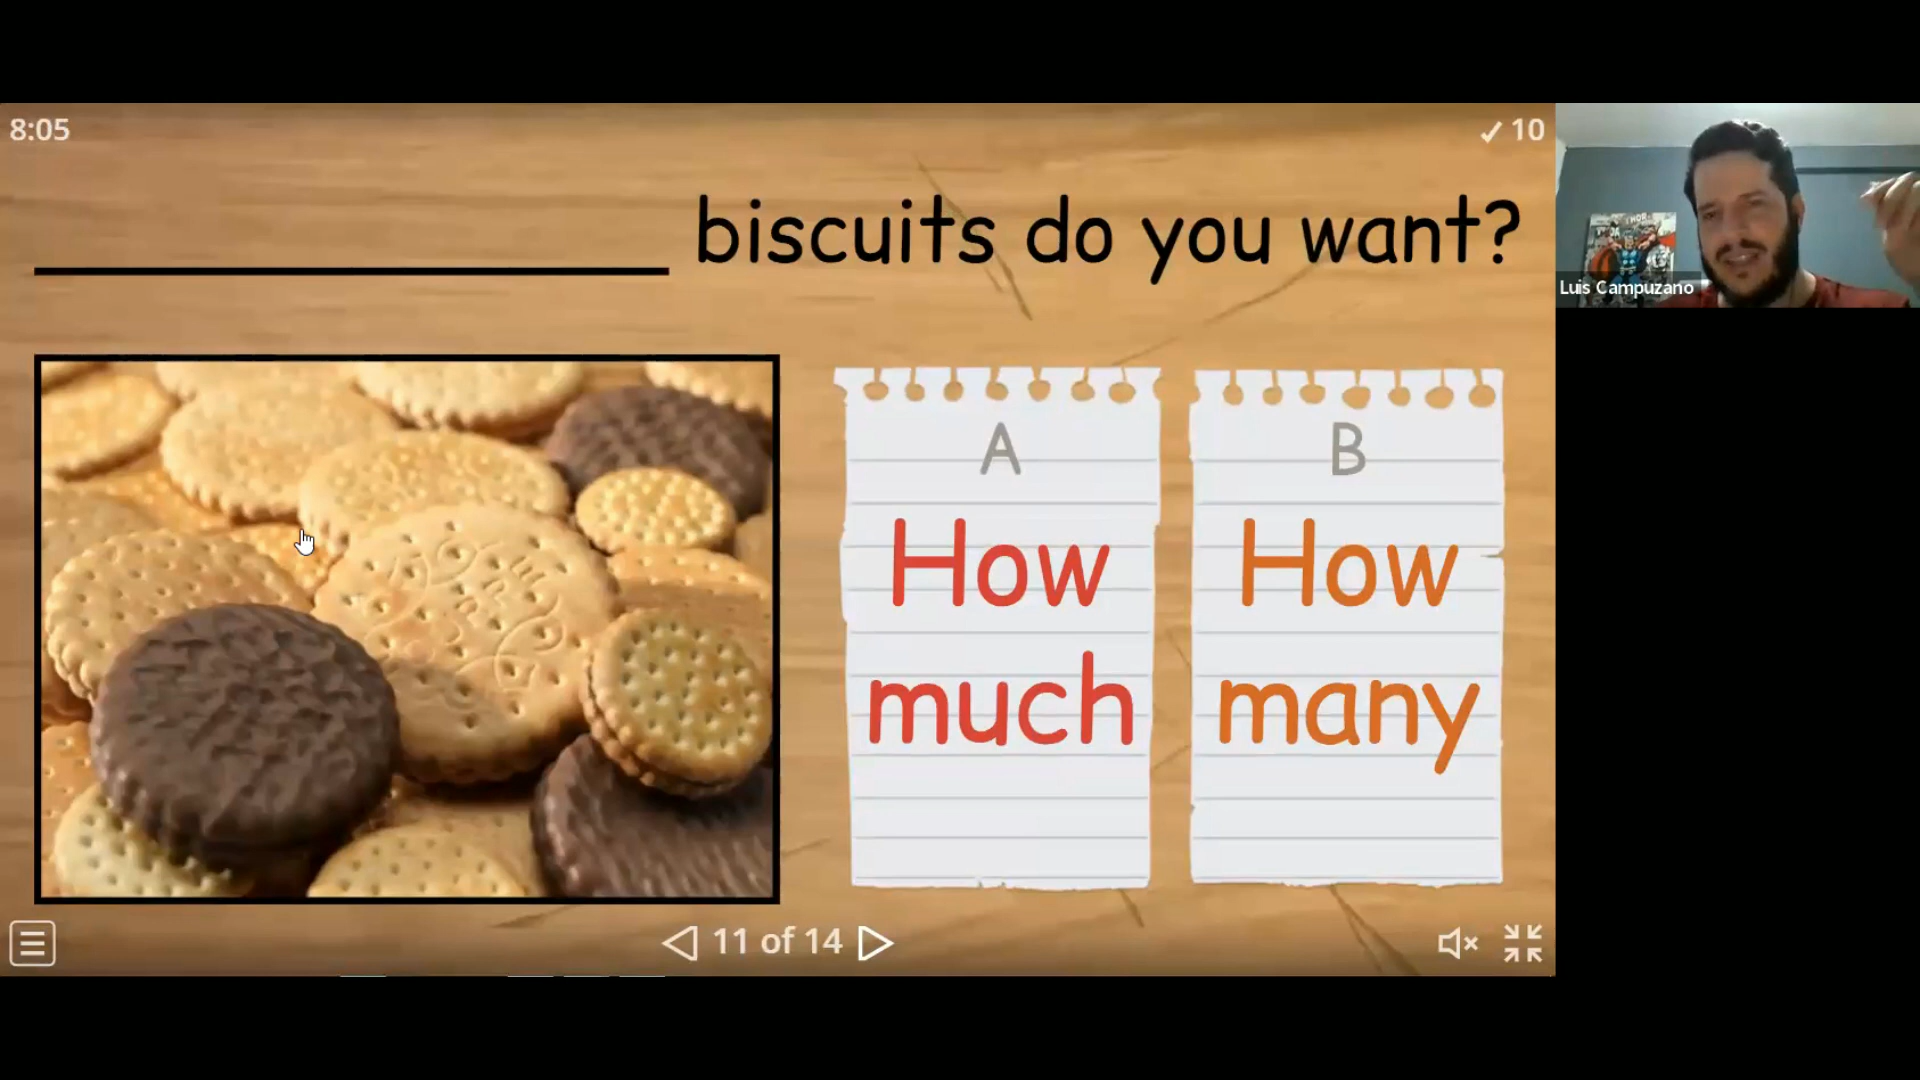 8:05
10
biscuits do you want?
Luis Campuzano
A
How
much
B
How
many
11 of 14